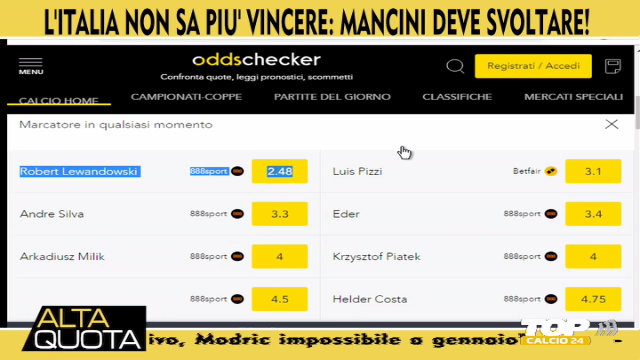 L'ITALIA NON SA PIU' VINCERE: MANCINI DEVE SVOLTARE!
MENU
oddschecker
Confronta quote, leggi pronostici, scommetti
Registrati / Accedi
CALCIO HOME CAMPIONATI-COPPE PARTITE DEL GIORNO CLASSIFICHE MERCATI SPECIALI
Marcatore in qualsiasi momento
Robert Lewandowski 888sport 2.48 Luis Pizzi Betfair 3.1
Andre Silva 888sport 3.3 Eder 888sport 3.4
Arkadiusz Milik 888sport 4 Krzysztof Piatek 888sport 4
888sport 4.5 Helder Costa 888sport 4.75
ALTA
QUOTA
ivo, Modric impossibile a gennaio
TOP
CALCIO 24